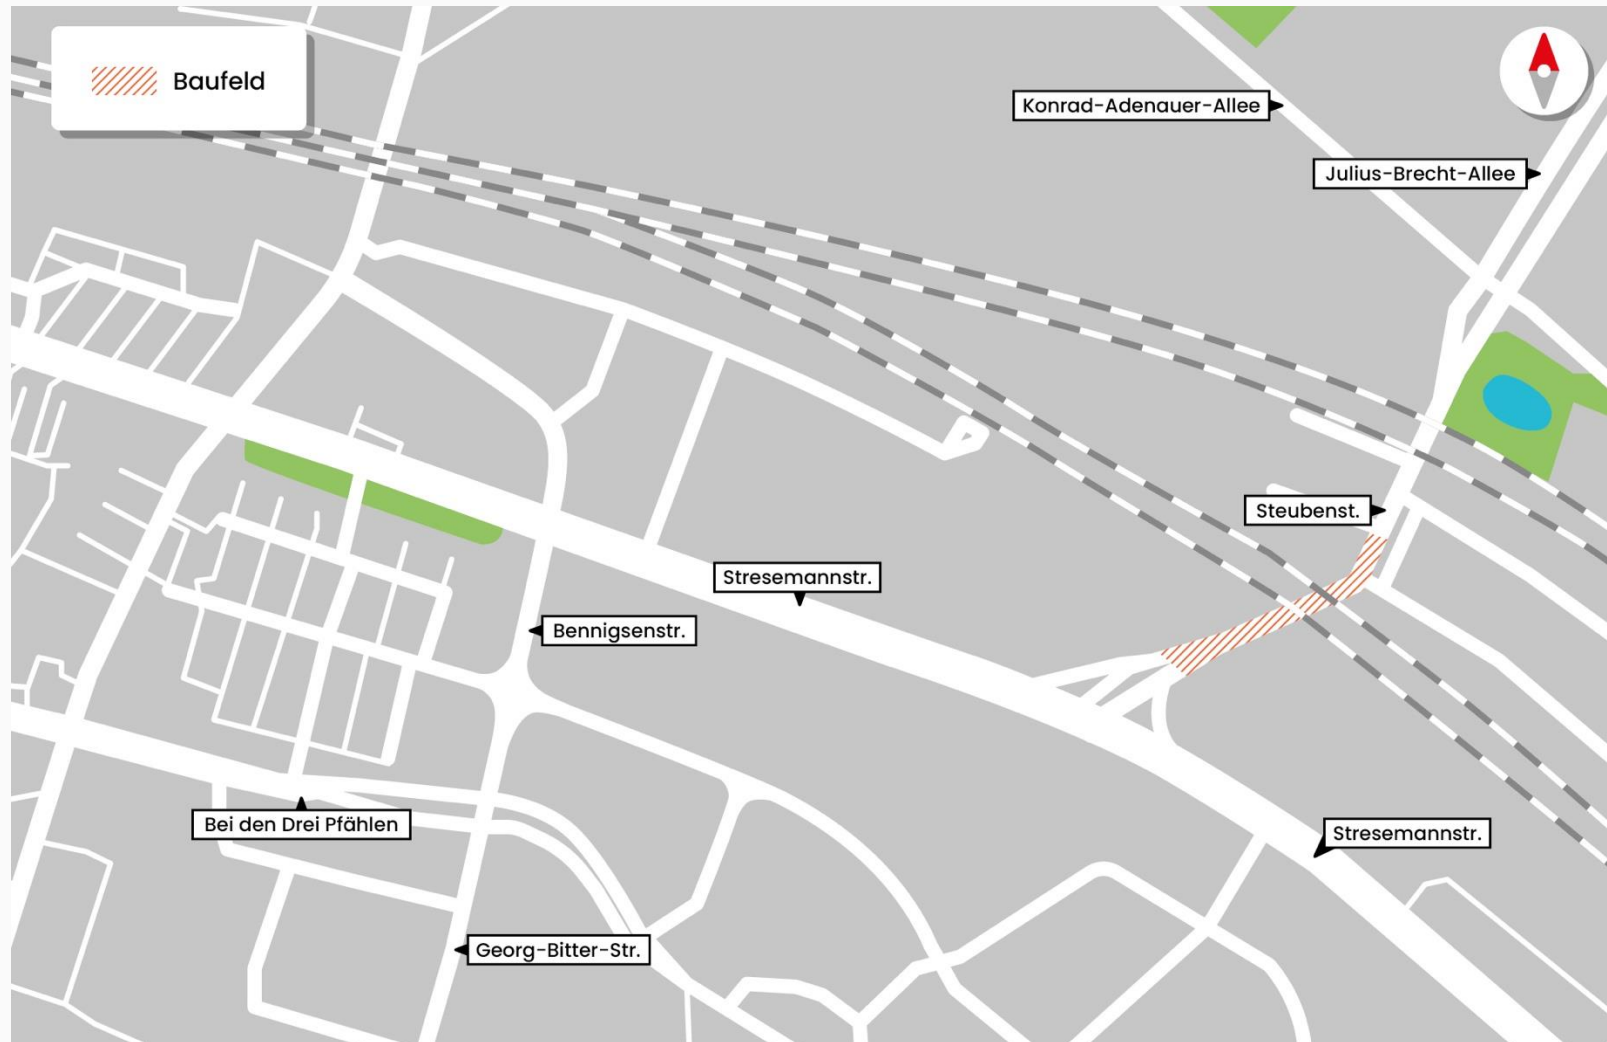 Baufeld
Konrad-Adenauer-Allee
Julius-Brecht-Allee
Steubenst.
Stresemannstr.
Bennigsenstr.
Bei den Drei Pfählen
Stresemannstr.
Georg-Bitter-Str.